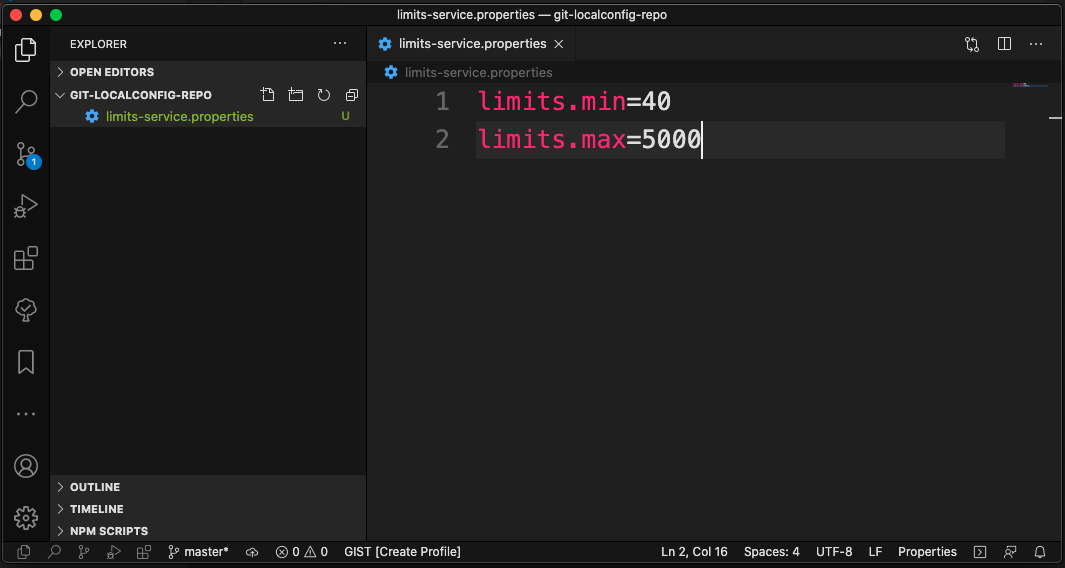 limits-service.properties — git-localconfig-repo
EXPLORER
OPEN EDITORS
GIT-LOCALCONFIG-REPO
limits-service.properties U
1
limits-service.properties
limits-service.properties
1 limits.min=40
2 limits.max=5000
OUTLINE
TIMELINE
NPM SCRIPTS
master* 0 0 GIST [Create Profile] Ln 2, Col 16 Spaces: 4 UTF-8 LF Properties